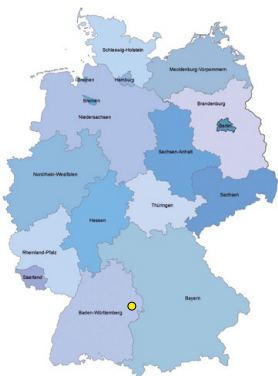 Schleswig-Holstein
Mecklenburg-Vorpommern
Bremen
Hamburg
Bremen
Brandenburg
Niedersachsen
Berlin
Sachsen-Anhalt
Nordrhein-Westfalen
Sachsen
Thüringen
Hessen
Rheinland-Pfalz
Saarland
Bayern
Baden-Württemberg